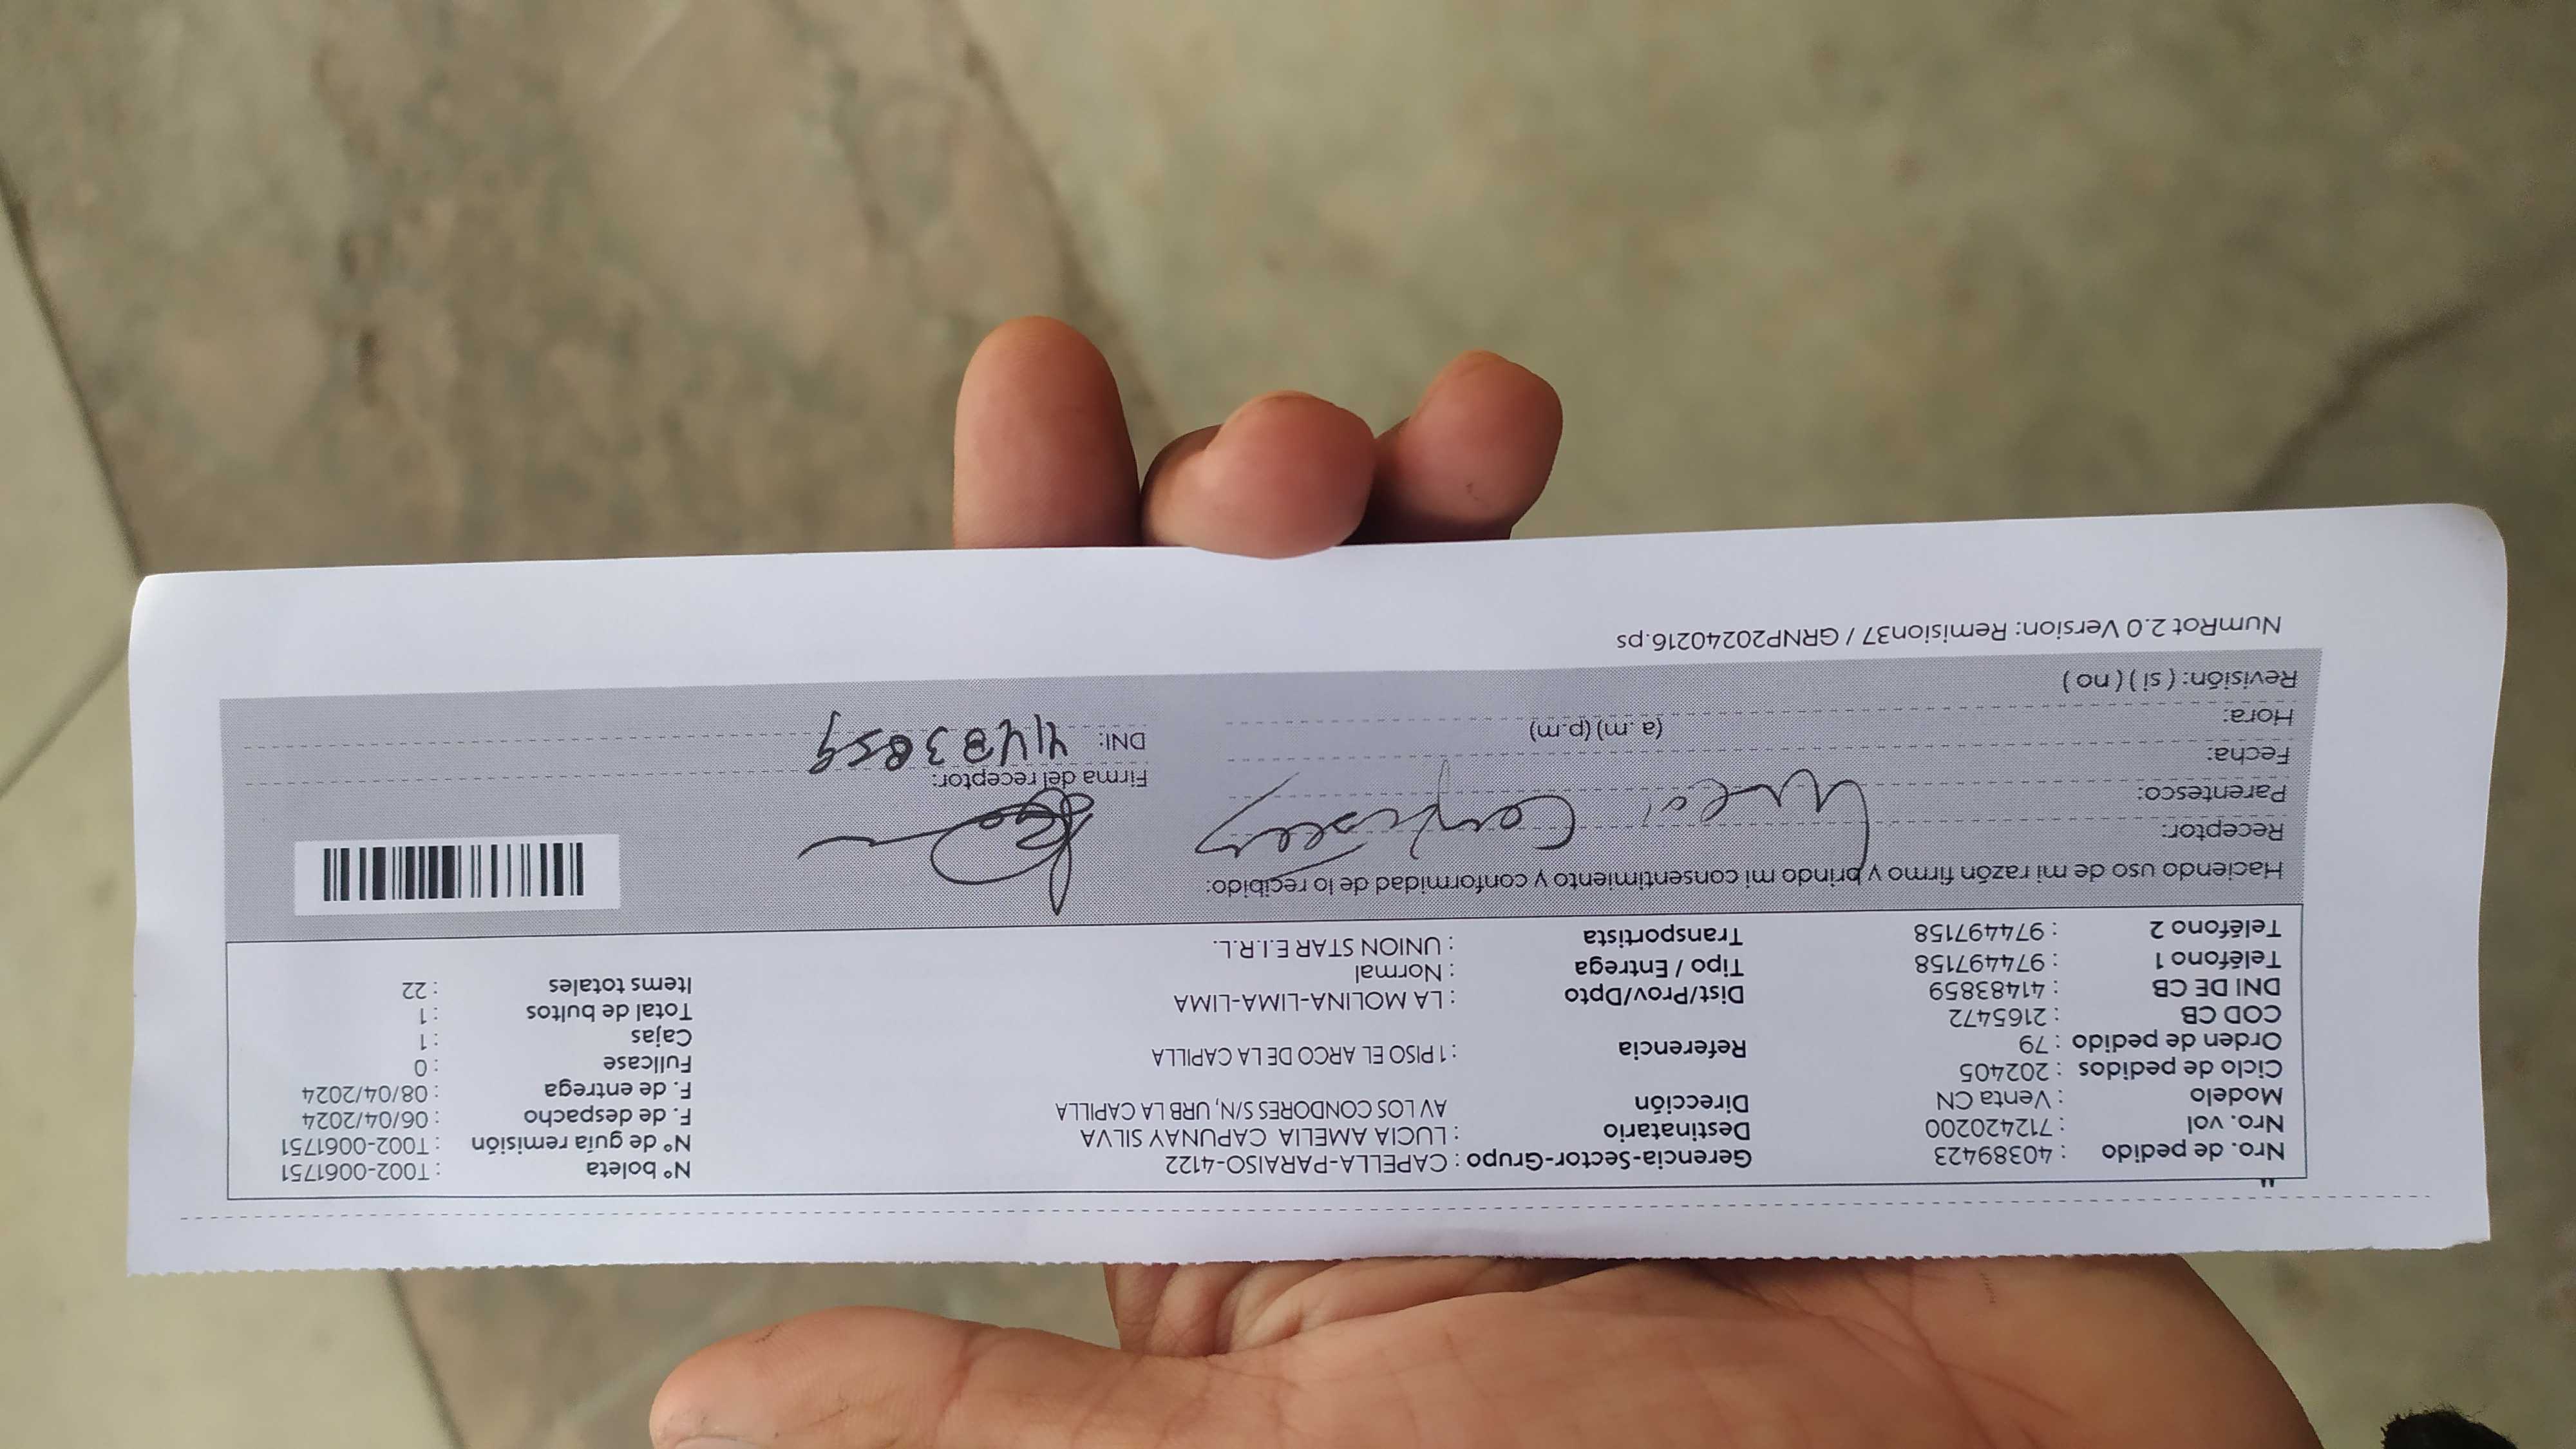 Nro. de pedido : 40389423 Gerencia-Sector-Grupo : CAPELLA-PARAISO-4122 N° boleta : T002-0061751
Nro. vol : 712420200 Destinatario : LUCIA AMELIA CAPUNAY SILVA N° de guía remisión : T002-0061751
Modelo : Venta CN Dirección AV LOS CONDORES S/N, URB LA CAPILLA F. de despacho : 06/04/2024
Ciclo de pedidos : 202405 F. de entrega : 08/04/2024
Orden de pedido : 79 Referencia : 1 PISO EL ARCO DE LA CAPILLA Fullcase : 0
COD CB : 2165472 Cajas : 1
DNI DE CB : 41483859 Dist/Prov/Dpto : LA MOLINA-LIMA-LIMA Total de bultos : 1
Teléfono 1 : 974497158 Tipo / Entrega : Normal Items totales : 22
Teléfono 2 : 974497158 Transportista : UNION STAR E.I.R.L.
Haciendo uso de mi razón firmo y brindo mi consentimiento y conformidad de lo recibido:
Receptor:
Parentesco:
Fecha: Firma del receptor:
Hora: (a.m) (p.m) DNI: 41483859
Revisión: ( si ) ( no )
NumRot 2.0 Version: Remision37 / GRNP20240216.ps